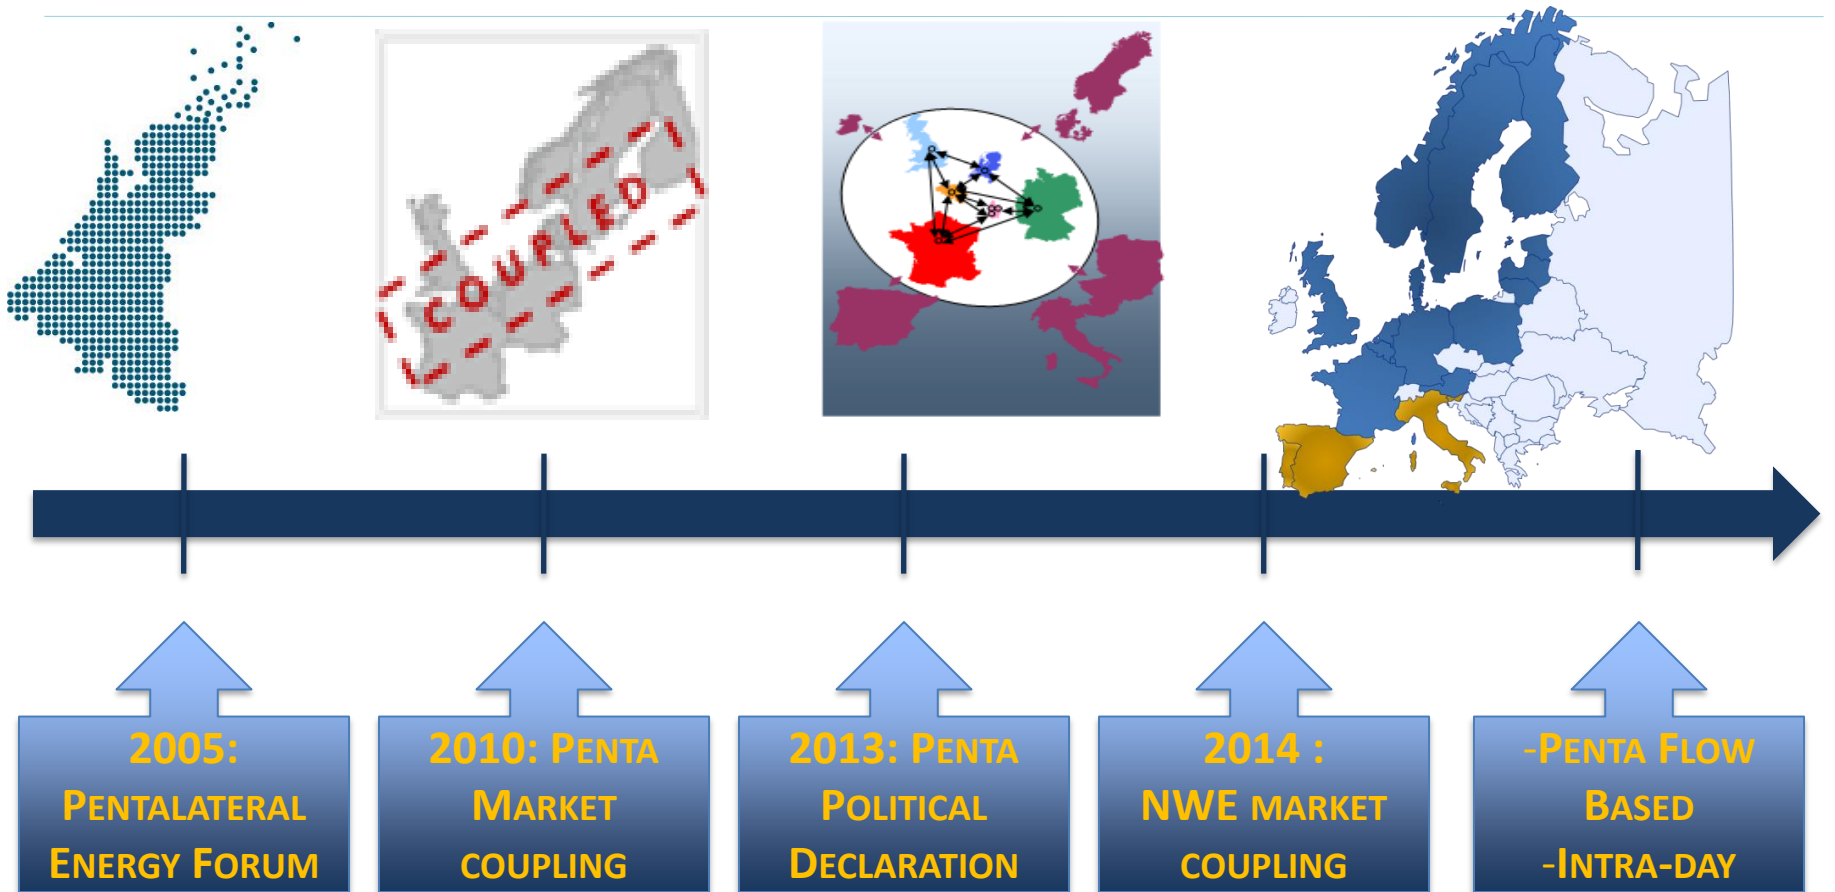 COUPLED
2005:
PENTALATERAL
ENERGY FORUM
2010: PENTA
MARKET
COUPLING
2013: PENTA
POLITICAL
DECLARATION
2014 :
NWE MARKET
COUPLING
-PENTA FLOW
BASED
-INTRA-DAY